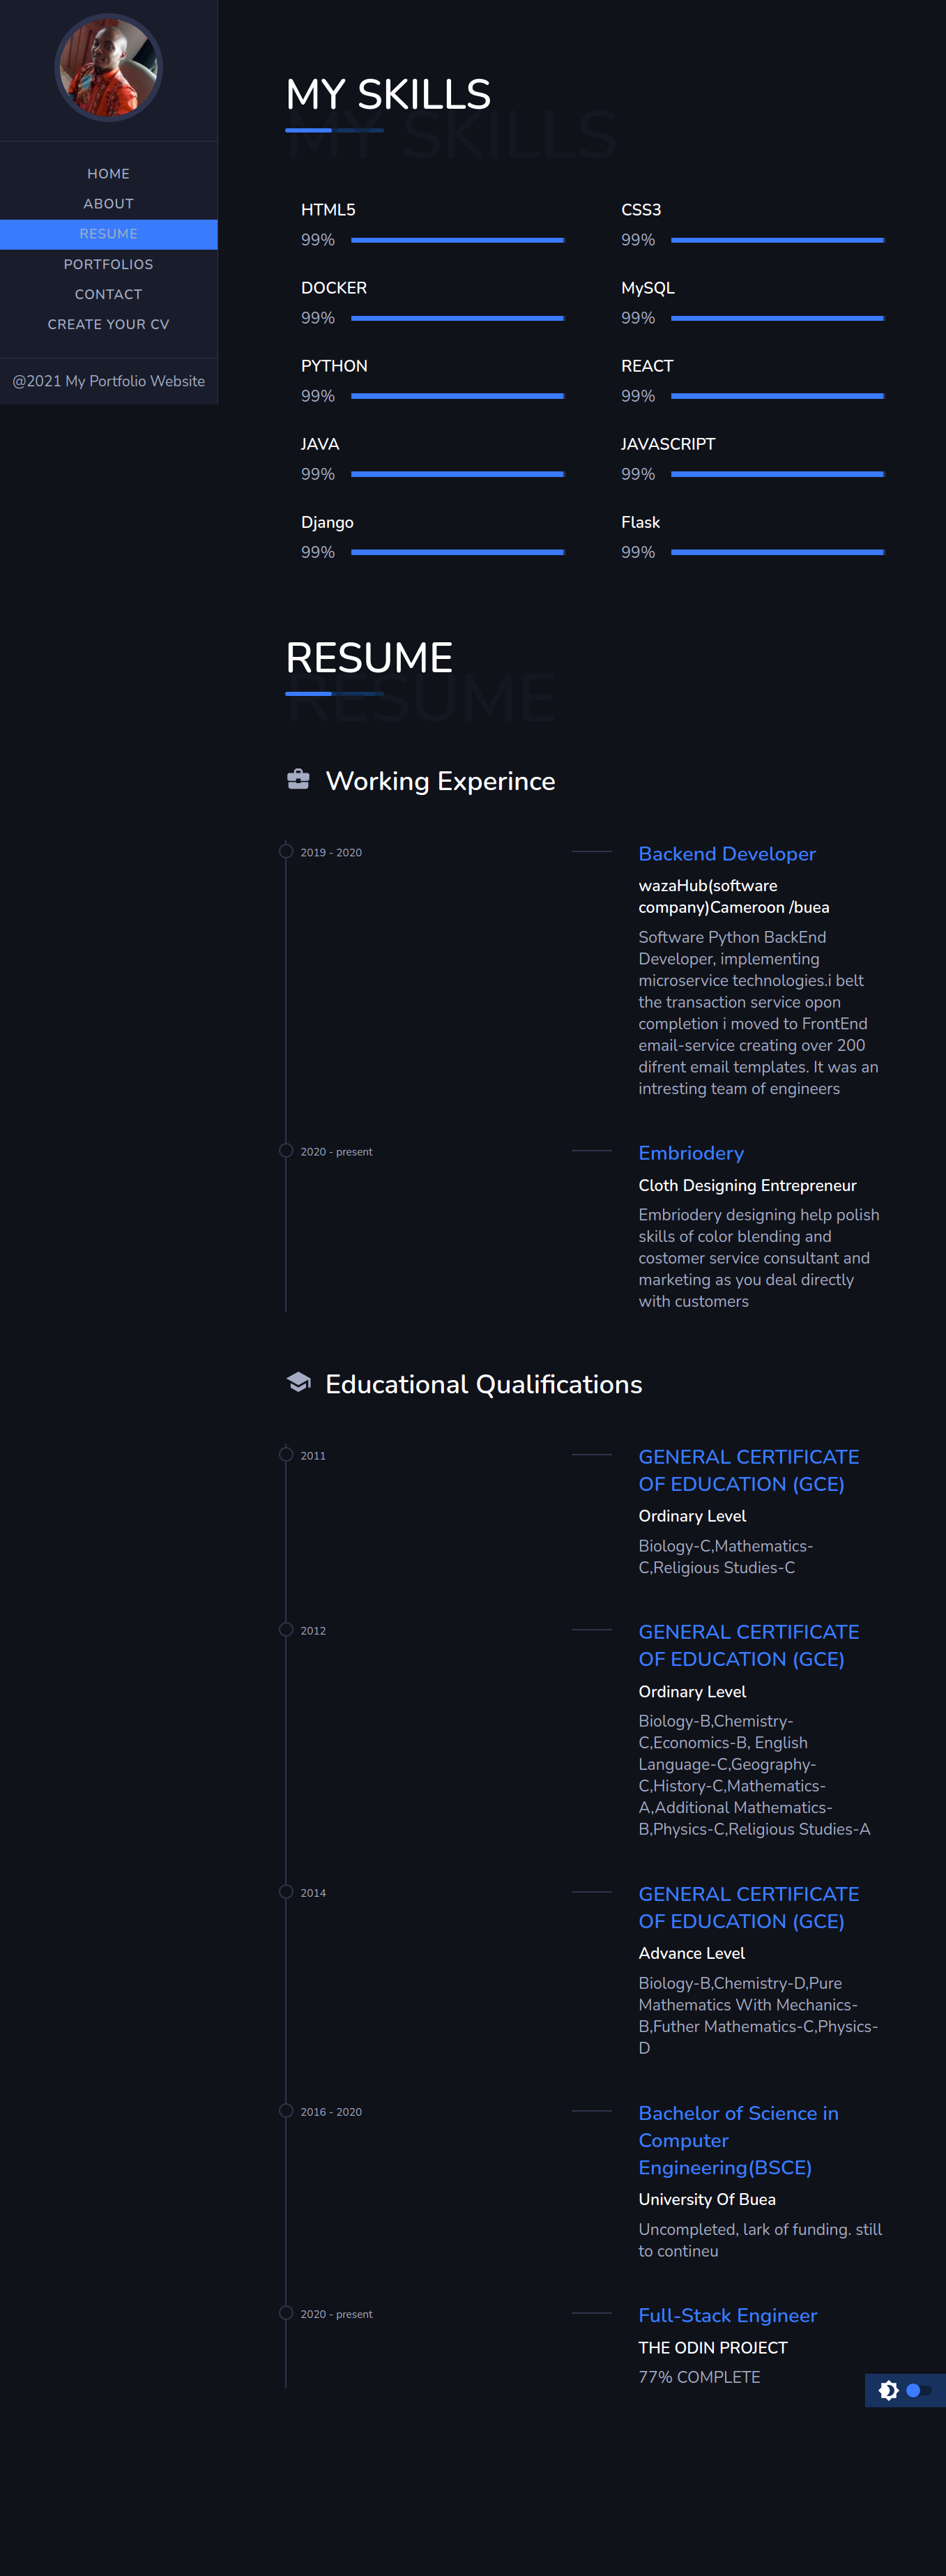 HOME
ABOUT
RESUME
PORTFOLIOS
CONTACT
CREATE YOUR CV
@2021 My Portfolio Website
MY SKILLS
MY SKILLS
HTML5
99%
CSS3
99%
DOCKER
99%
MySQL
99%
PYTHON
99%
REACT
99%
JAVA
99%
JAVASCRIPT
99%
Django
99%
Flask
99%
RESUME
RESUME
Working Experince
2019 - 2020
Backend Developer
wazaHub(software
company)Cameroon /buea
Software Python BackEnd
Developer, implementing
microservice technologies.i belt
the transaction service opon
completion i moved to FrontEnd
email-service creating over 200
difrent email templates. It was an
intresting team of engineers
2020 - present
Embriodery
Cloth Designing Entrepreneur
Embriodery designing help polish
skills of color blending and
costomer service consultant and
marketing as you deal directly
with customers
Educational Qualifications
2011
GENERAL CERTIFICATE
OF EDUCATION (GCE)
Ordinary Level
Biology-C,Mathematics-
C,Religious Studies-C
2012
GENERAL CERTIFICATE
OF EDUCATION (GCE)
Ordinary Level
Biology-B,Chemistry-
C,Economics-B, English
Language-C,Geography-
C,History-C,Mathematics-
A,Additional Mathematics-
B,Physics-C,Religious Studies-A
2014
GENERAL CERTIFICATE
OF EDUCATION (GCE)
Advance Level
Biology-B,Chemistry-D,Pure
Mathematics With Mechanics-
B,Futher Mathematics-C,Physics-
D
2016 - 2020
Bachelor of Science in
Computer
Engineering(BSCE)
University Of Buea
Uncompleted, lark of funding. still
to contineu
2020 - present
Full-Stack Engineer
THE ODIN PROJECT
77% COMPLETE